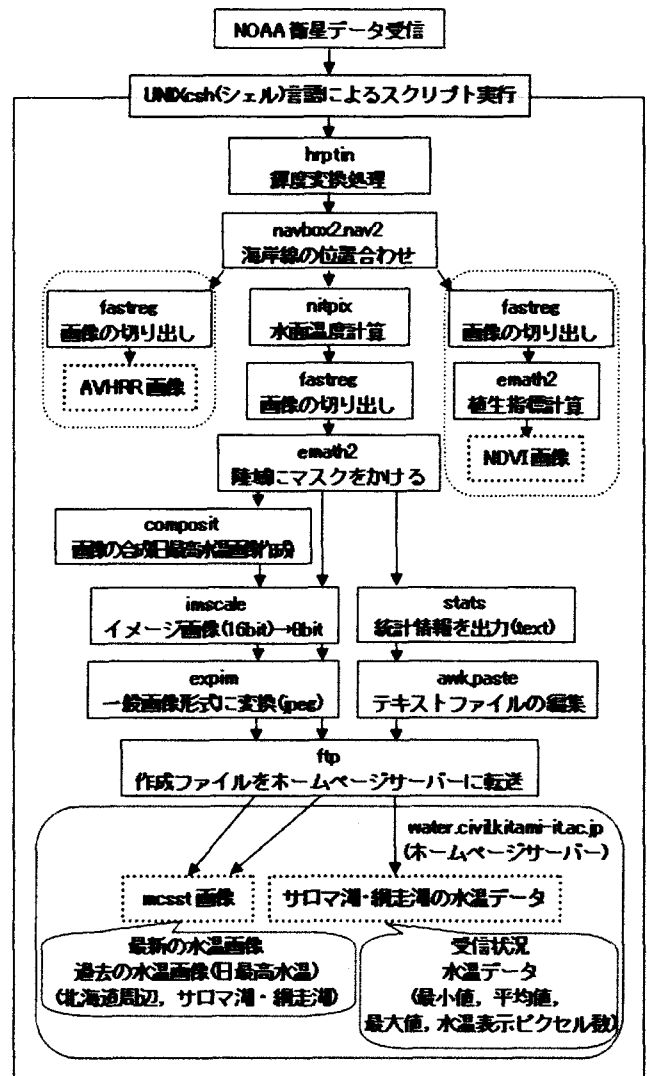 NOAA 衛星データ受信
UNIXcsh(シェル)言語によるスクリプト実行
hrptin
輝度変換処理
navbox2.nav2
海岸線の位置合わせ
fastreg
画像の切り出し
AVHRR 画像
nitpix
水面温度計算
fastreg
画像の切り出し
fastreg
画像の切り出し
emath2
植生指標計算
NDVI 画像
emath2
陸域にマスクをかける
composit
画像の合成(日最高水温画像作成)
imscale
イメージ画像(16bit)→8bit
expim
一般画像形式に変換(jpeg)
stats
統計情報を出力(text)
awk,paste
テキストファイルの編集
ftp
作成ファイルをホームページサーバーに転送
water.civil.kitami-it.ac.jp
(ホームページサーバー)
mcsst 画像
サロマ湖・網走湖の水温データ
最新の水温画像
過去の水温画像(日最高水温)
(北海道周辺，サロマ湖・網走湖)
受信状況
水温データ
(最小値，平均値，
最大値，水温表示ピクセル数)